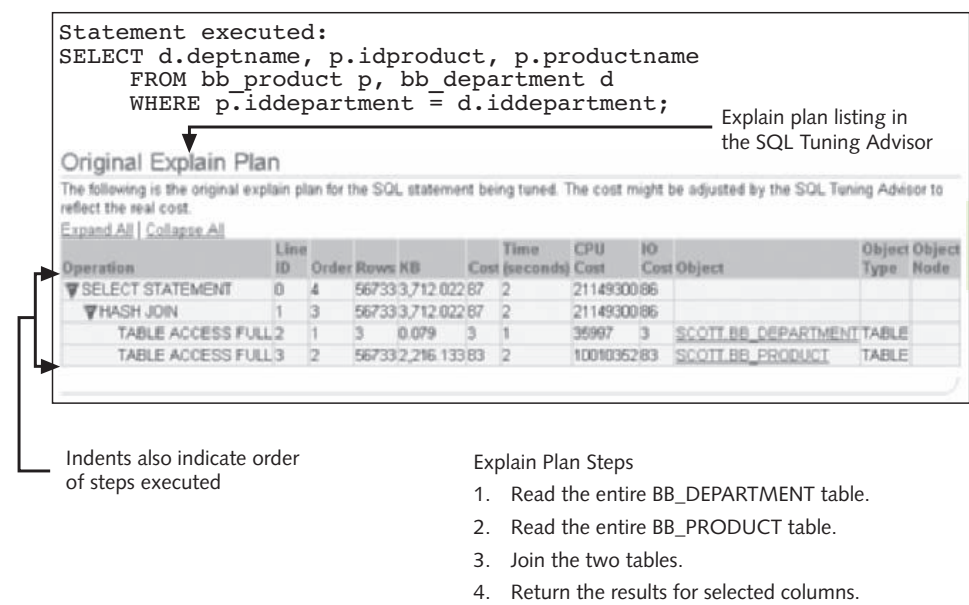 Statement executed:
SELECT d.deptname, p.idproduct, p.productname
FROM bb_product p, bb_department d
WHERE p.iddepartment = d.iddepartment;
Explain plan listing in
the SQL Tuning Advisor
Original Explain Plan
The following is the original explain plan for the SQL statement being tuned. The cost might be adjusted by the SQL Tuning Advisor to
reflect the real cost.
Expand All | Collapse All
Operation Line ID Order Rows KB Cost Time (seconds) CPU Cost IO Cost Object Object Type Object Node
SELECT STATEMENT 0 4 56733 3,712.022 87 2 21149300 86
HASH JOIN 1 3 56733 3,712.022 87 2 21149300 86
TABLE ACCESS FULL 2 1 3 0.079 3 1 35997 3 SCOTT.BB_DEPARTMENT TABLE
TABLE ACCESS FULL 3 2 56733 2,216.133 83 2 10010352 83 SCOTT.BB_PRODUCT TABLE
Indents also indicate order
of steps executed
Explain Plan Steps
1. Read the entire BB_DEPARTMENT table.
2. Read the entire BB_PRODUCT table.
3. Join the two tables.
4. Return the results for selected columns.